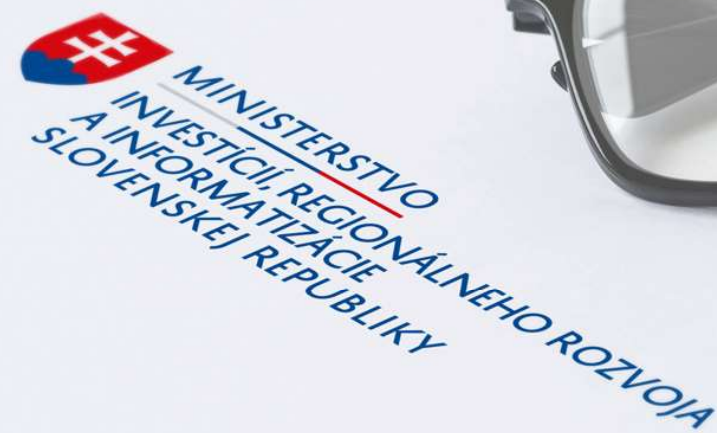 MINISTERSTVO
INVESTÍCIÍ, REGIONÁLNEHO ROZVOJA
A INFORMATIZÁCIE
SLOVENSKEJ REPUBLIKY